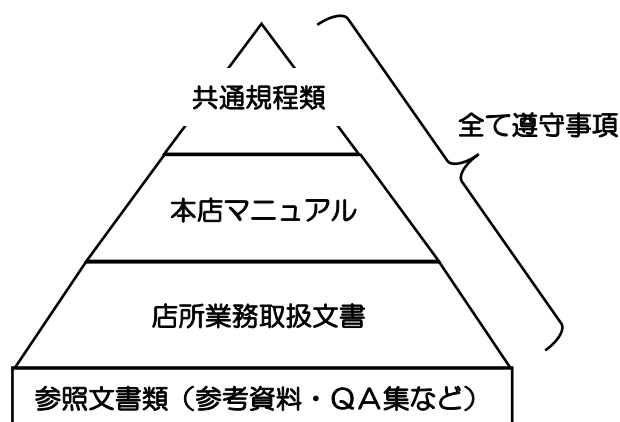 共通規程類
全て遵守事項
本店マニュアル
店所業務取扱文書
参照文書類（参考資料・ＱＡ集など）